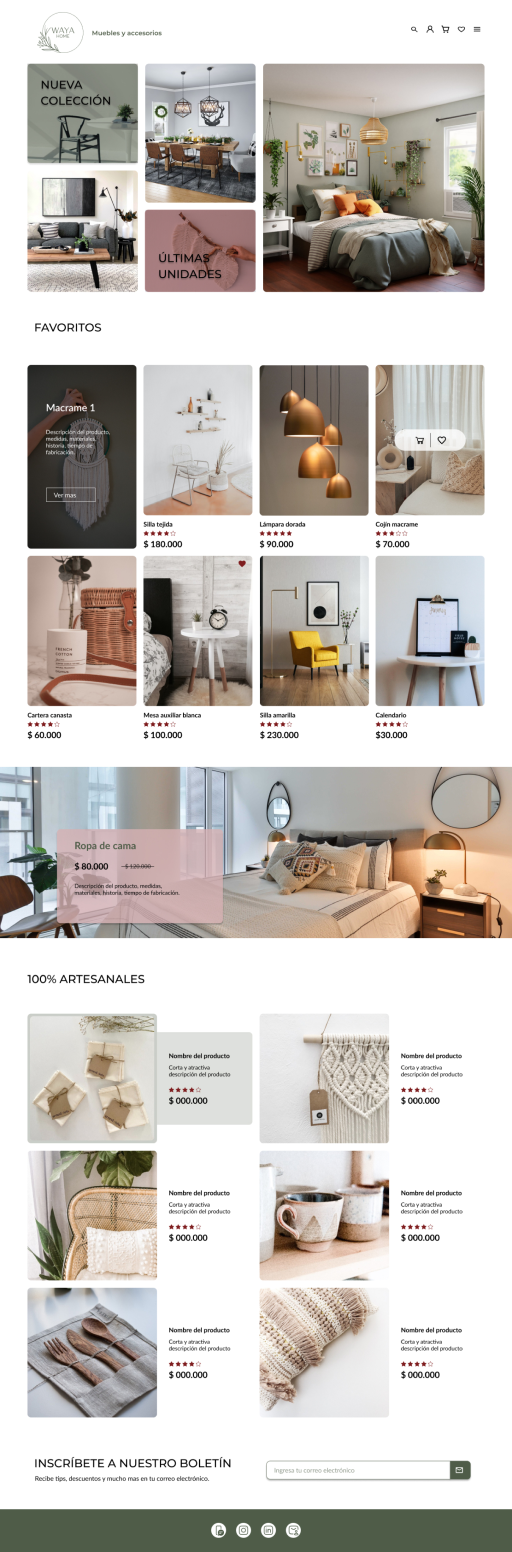 WAYA
HOME
Muebles y accesorios
NUEVA
COLECCIÓN
ÚLTIMAS
UNIDADES
FAVORITOS
Macrame 1
Descripción del producto,
medidas, materiales,
historia, tiempo de
fabricación.
Ver mas
Silla tejida
$ 180.000
Lámpara dorada
$ 90.000
Cojín macrame
$ 70.000
FRENCH
COTTON
Cartera canasta
$ 60.000
Mesa auxiliar blanca
$ 100.000
Silla amarilla
$ 230.000
Calendario
$30.000
Ropa de cama
$ 80.000
$ 120.000
Descripción del producto, medidas,
materiales, historia, tiempo de fabricación.
100% ARTESANALES
Nombre del producto
Corta y atractiva
descripción del producto
$ 000.000
Nombre del producto
Corta y atractiva
descripción del producto
$ 000.000
Nombre del producto
Corta y atractiva
descripción del producto
$ 000.000
Nombre del producto
Corta y atractiva
descripción del producto
$ 000.000
Nombre del producto
Corta y atractiva
descripción del producto
$ 000.000
Nombre del producto
Corta y atractiva
descripción del producto
$ 000.000
INSCRÍBETE A NUESTRO BOLETÍN
Recibe tips, descuentos y mucho mas en tu correo electrónico.
Ingresa tu correo electrónico